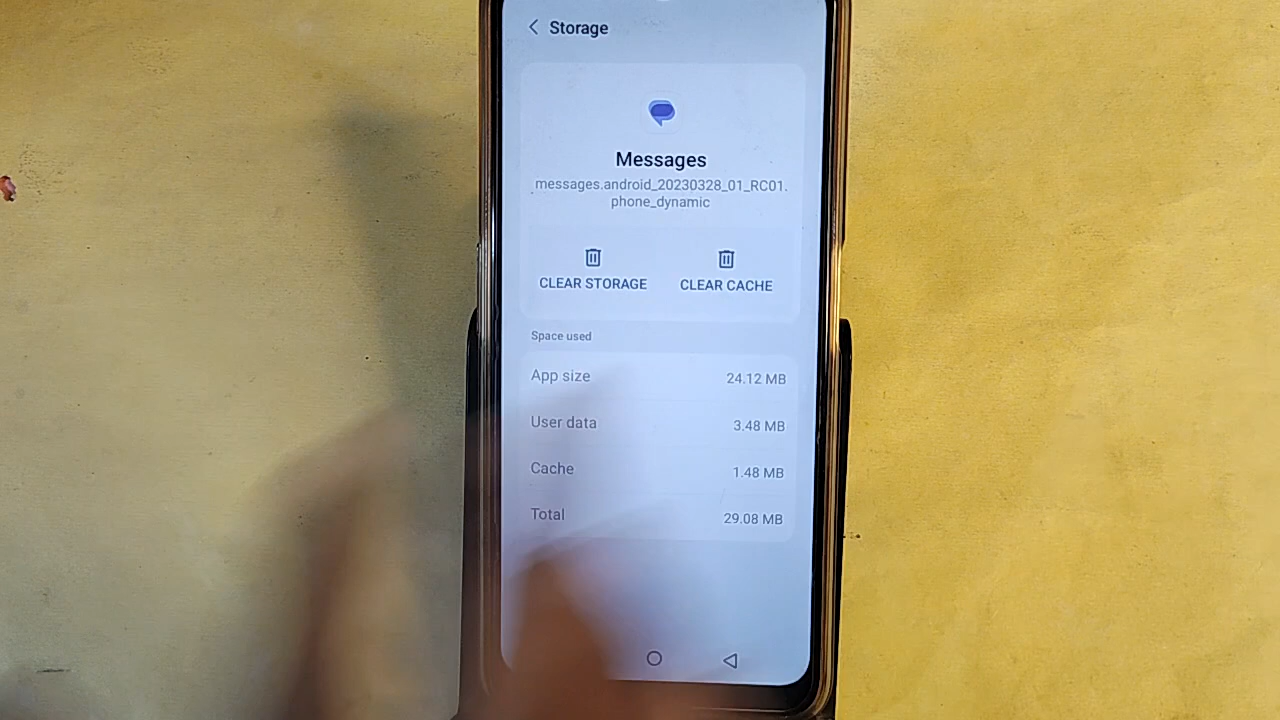 Storage
Messages
messages.android_20230328_01_RC01.
phone_dynamic
CLEAR STORAGE CLEAR CACHE
Space used
App size 24.12 MB
User data 3.48 MB
Cache 1.48 MB
Total 29.08 MB